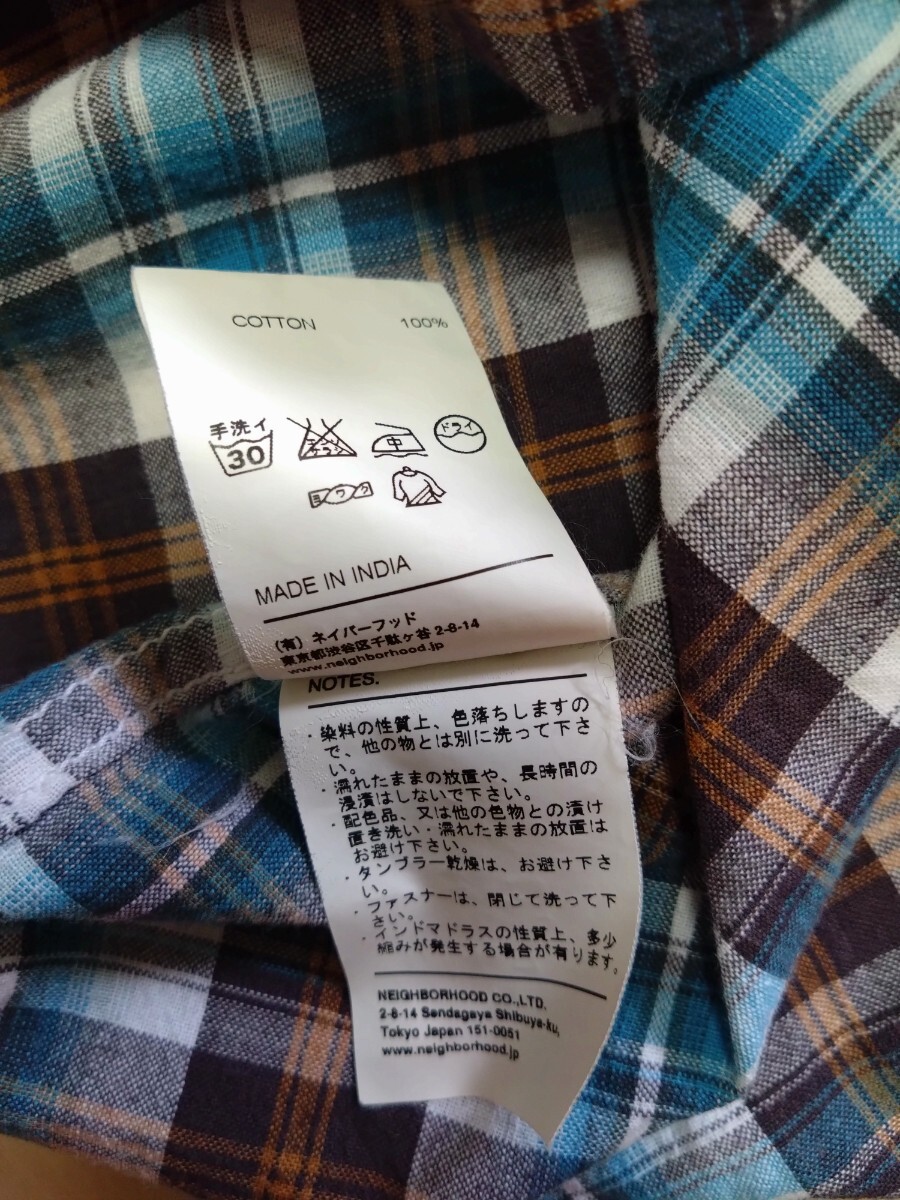 COTTON 100%
手洗イ
30
エンソサラシ
中
ドライ
ヨワク
MADE IN INDIA
(有) ネイバーフッド
東京都渋谷区千駄ヶ谷 2-8-14
www.neighborhood.jp
NOTES.
・染料の性質上、色落ちしますの
で、他の物とは別に洗って下さ
い。
・濡れたままの放置や、長時間の
浸漬はしないで下さい。
・配色品、又は他の色物との漬け
置き洗い・濡れたままの放置は
お避け下さい。
・タンブラー乾燥は、お避け下さ
い。
・ファスナーは、閉じて洗って下
さい。
・インドマドラスの性質上、多少
縮みが発生する場合が有ります。
NEIGHBORHOOD CO.,LTD.
2-8-14 Sendagaya Shibuya-ku,
Tokyo Japan 151-0051
www.neighborhood.jp